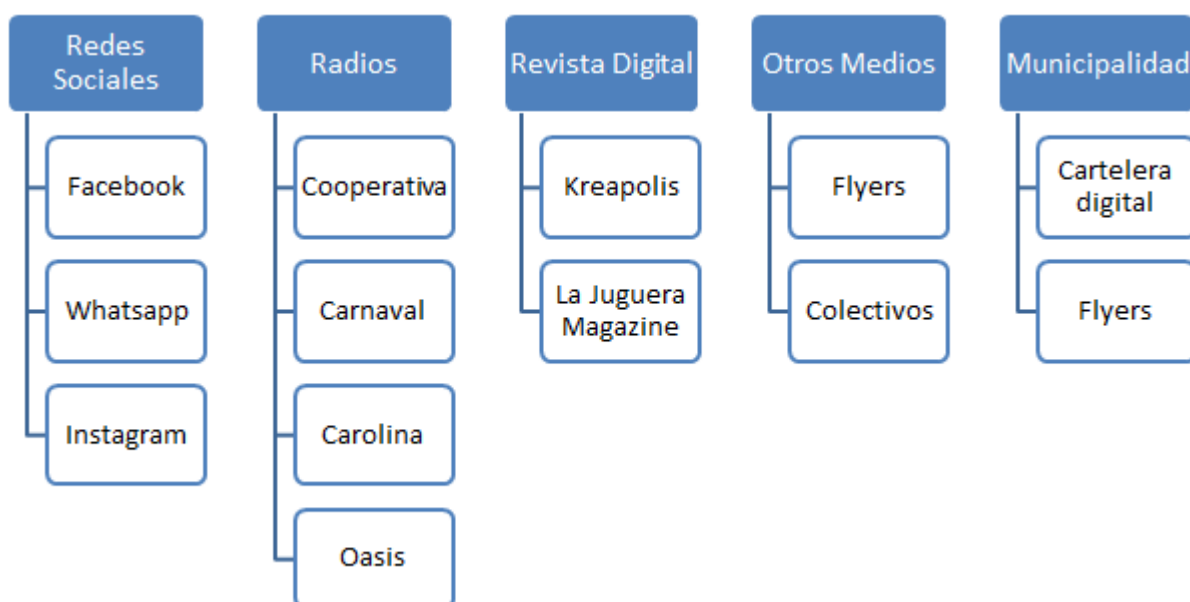 Redes
Sociales
Facebook
Whatsapp
Instagram
Radios
Cooperativa
Carnaval
Carolina
Oasis
Revista Digital
Kreapolis
La Juguera
Magazine
Otros Medios
Flyers
Colectivos
Municipalidad
Cartelera
digital
Flyers